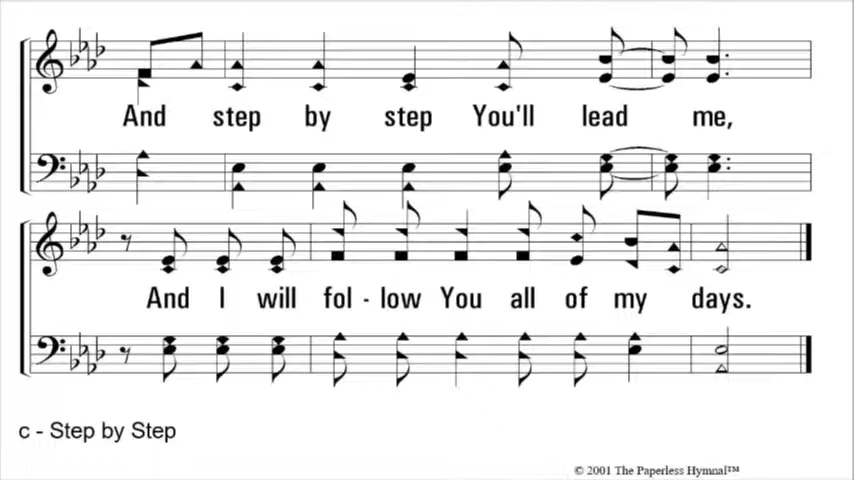 And step by step You'll lead me,
And I will fol - low You all of my days.
c - Step by Step
© 2001 The Paperless Hymnal™